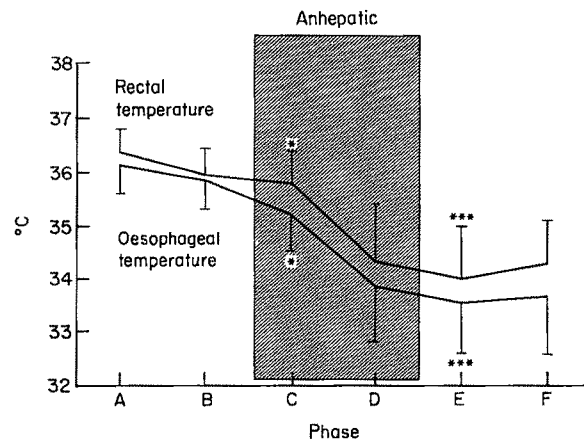 Anhepatic
38
37
36
35
34
33
32
°C
Rectal
temperature
Oesophageal
temperature
*
*
***
***
A B C D E F
Phase